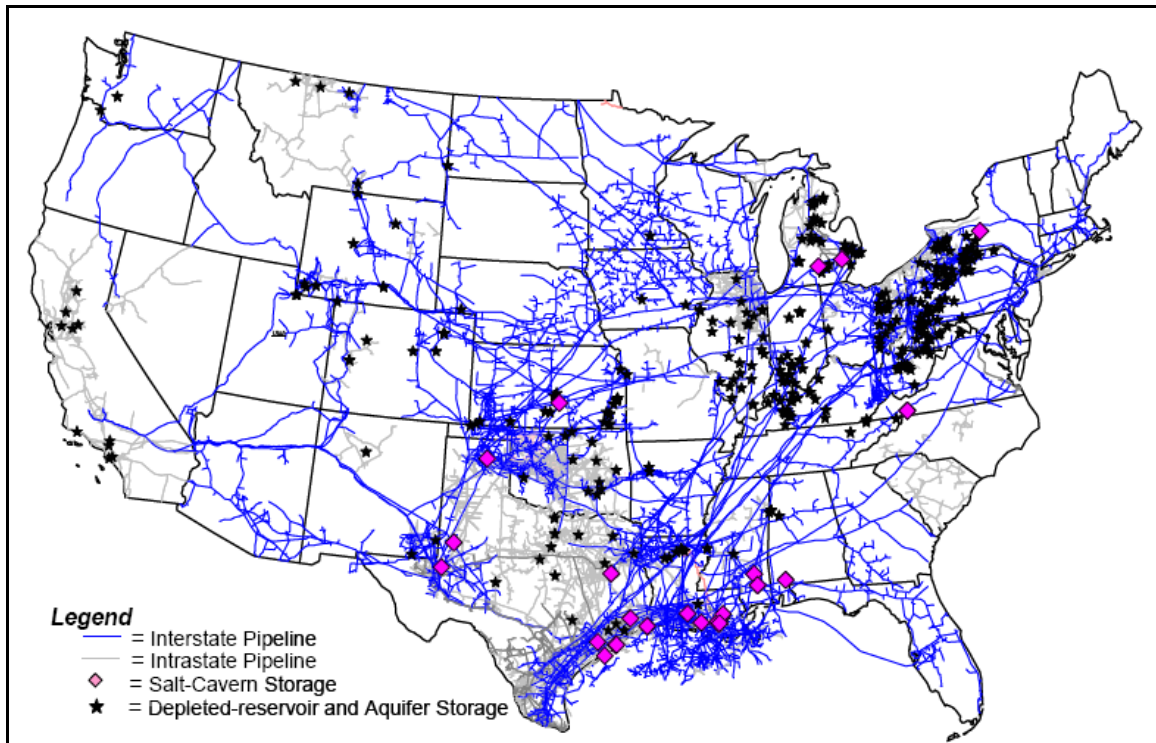 Legend
= Interstate Pipeline
= Intrastate Pipeline
= Salt-Cavern Storage
= Depleted-reservoir and Aquifer Storage